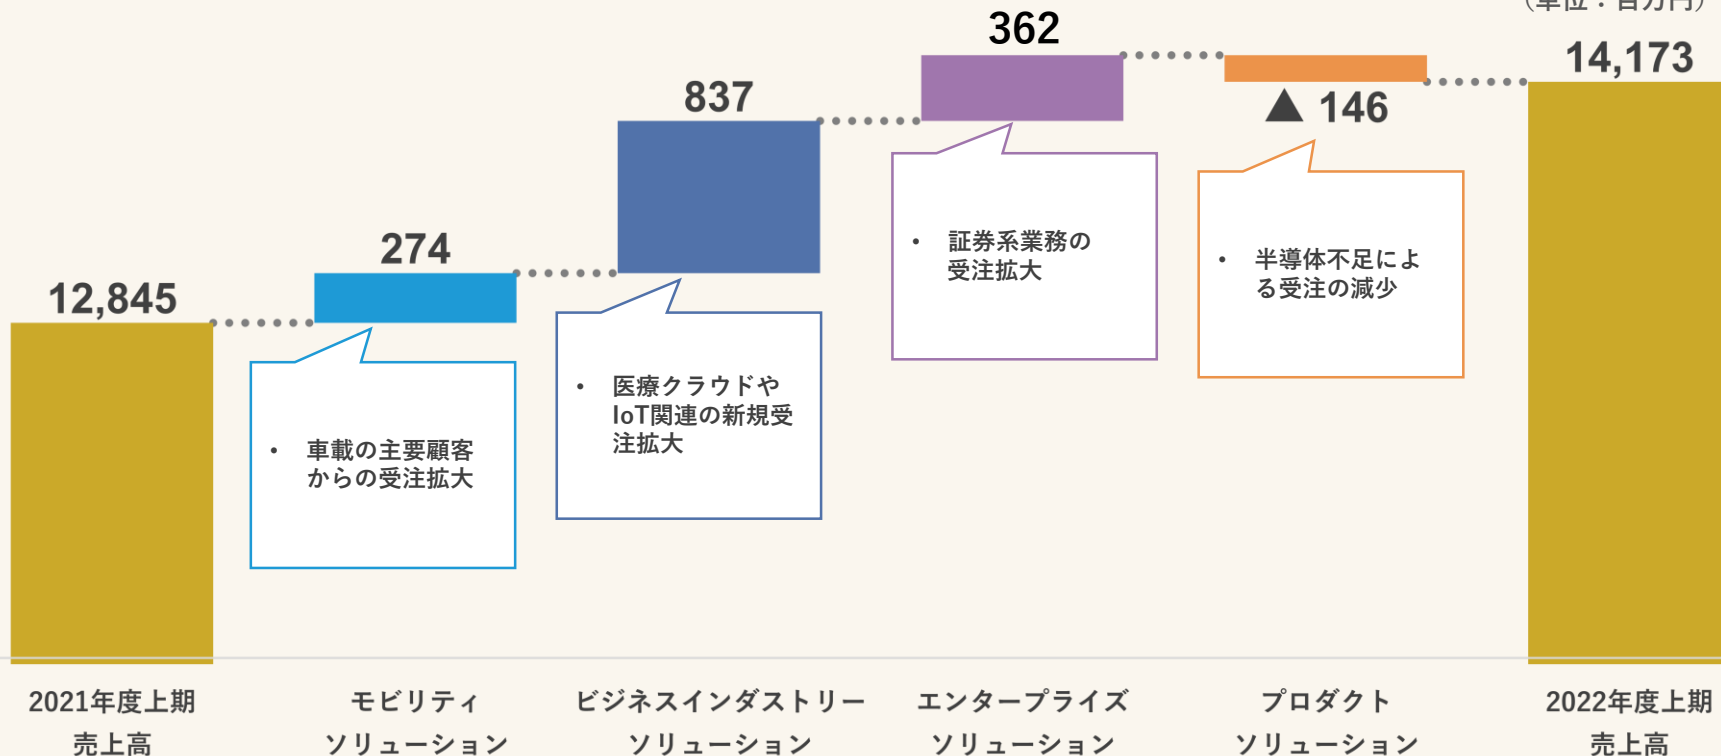 （単位：百万円）
12,845
274
837
362
▲ 146
14,173
• 車載の主要顧客
からの受注拡大
• 医療クラウドや
IoT関連の新規受
注拡大
• 証券系業務の
受注拡大
• 半導体不足によ
る受注の減少
2021年度上期
売上高
モビリティ
ソリューション
ビジネスインダストリー
ソリューション
エンタープライズ
ソリューション
プロダクト
ソリューション
2022年度上期
売上高